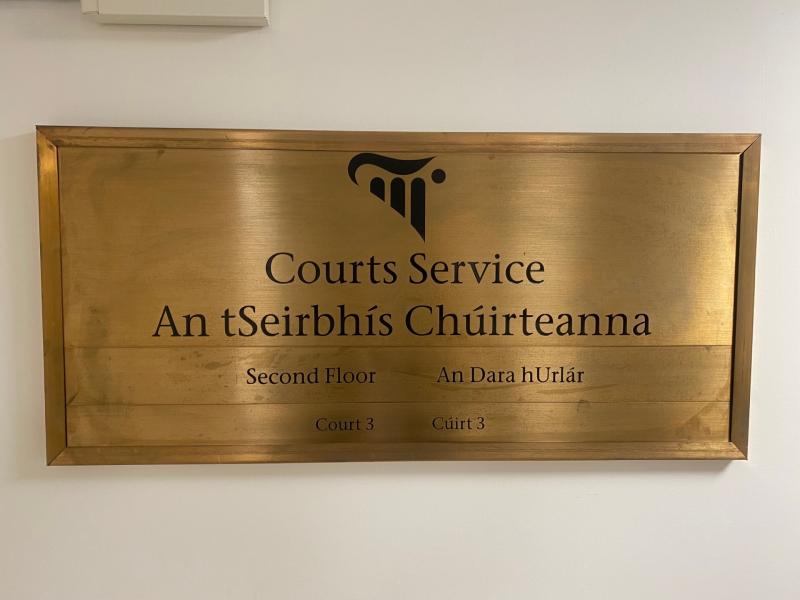 Courts Service
An tSeirbhís Chúirteanna
Second Floor An Dara hUrlár
Court 3 Cúirt 3